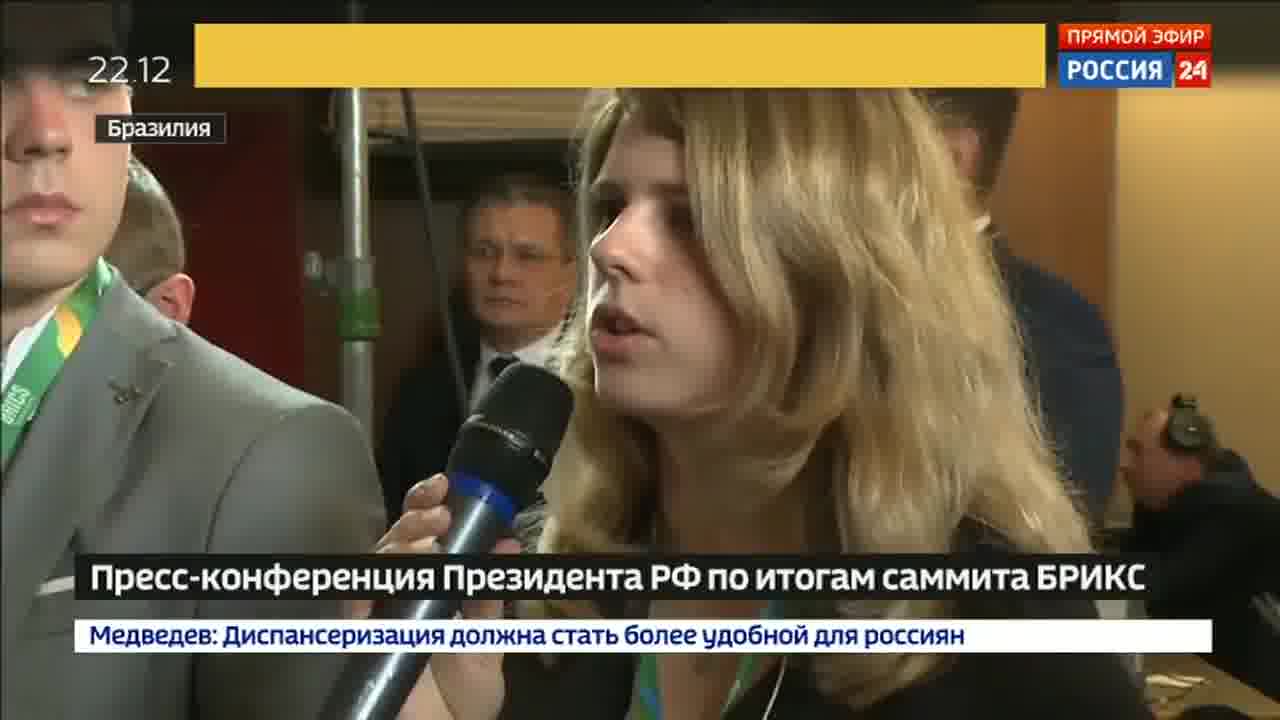 22.12
ПРЯМОЙ ЭФИР
РОССИЯ 24
Бразилия
BRICS
Пресс-конференция Президента РФ по итогам саммита БРИКС
Медведев: Диспансеризация должна стать более удобной для россиян